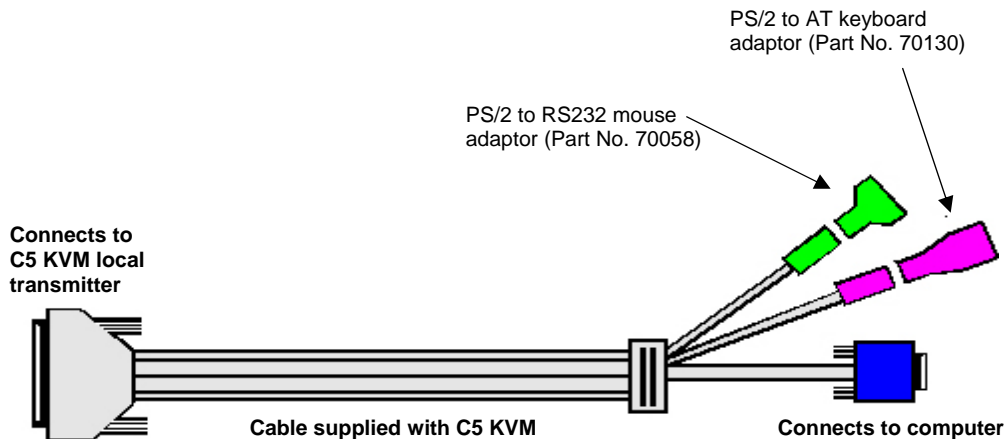 PS/2 to AT keyboard
adaptor (Part No. 70130)
PS/2 to RS232 mouse
adaptor (Part No. 70058)
Connects to
C5 KVM local
transmitter
Cable supplied with C5 KVM
Connects to computer